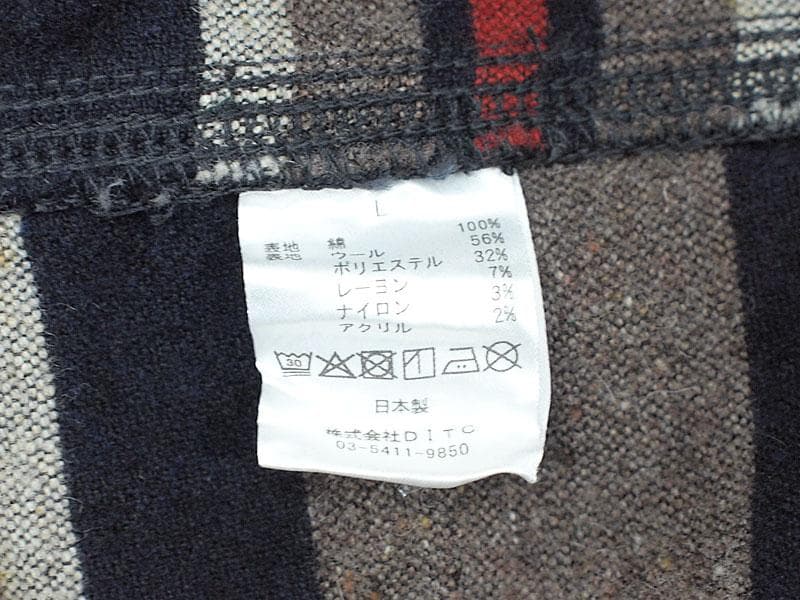 L
表地 綿 100%
表地 ウール 56%
ポリエステル 32%
レーヨン 7%
ナイロン 3%
アクリル 2%
30
日本製
株式会社DITC
03-5411-9850